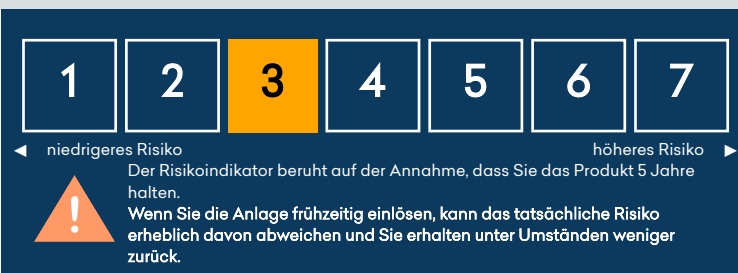 1 2 3 4 5 6 7
◄ niedrigeres Risiko höheres Risiko ►
Der Risikoindikator beruht auf der Annahme, dass Sie das Produkt 5 Jahre
halten.
Wenn Sie die Anlage frühzeitig einlösen, kann das tatsächliche Risiko
erheblich davon abweichen und Sie erhalten unter Umständen weniger
zurück.
!